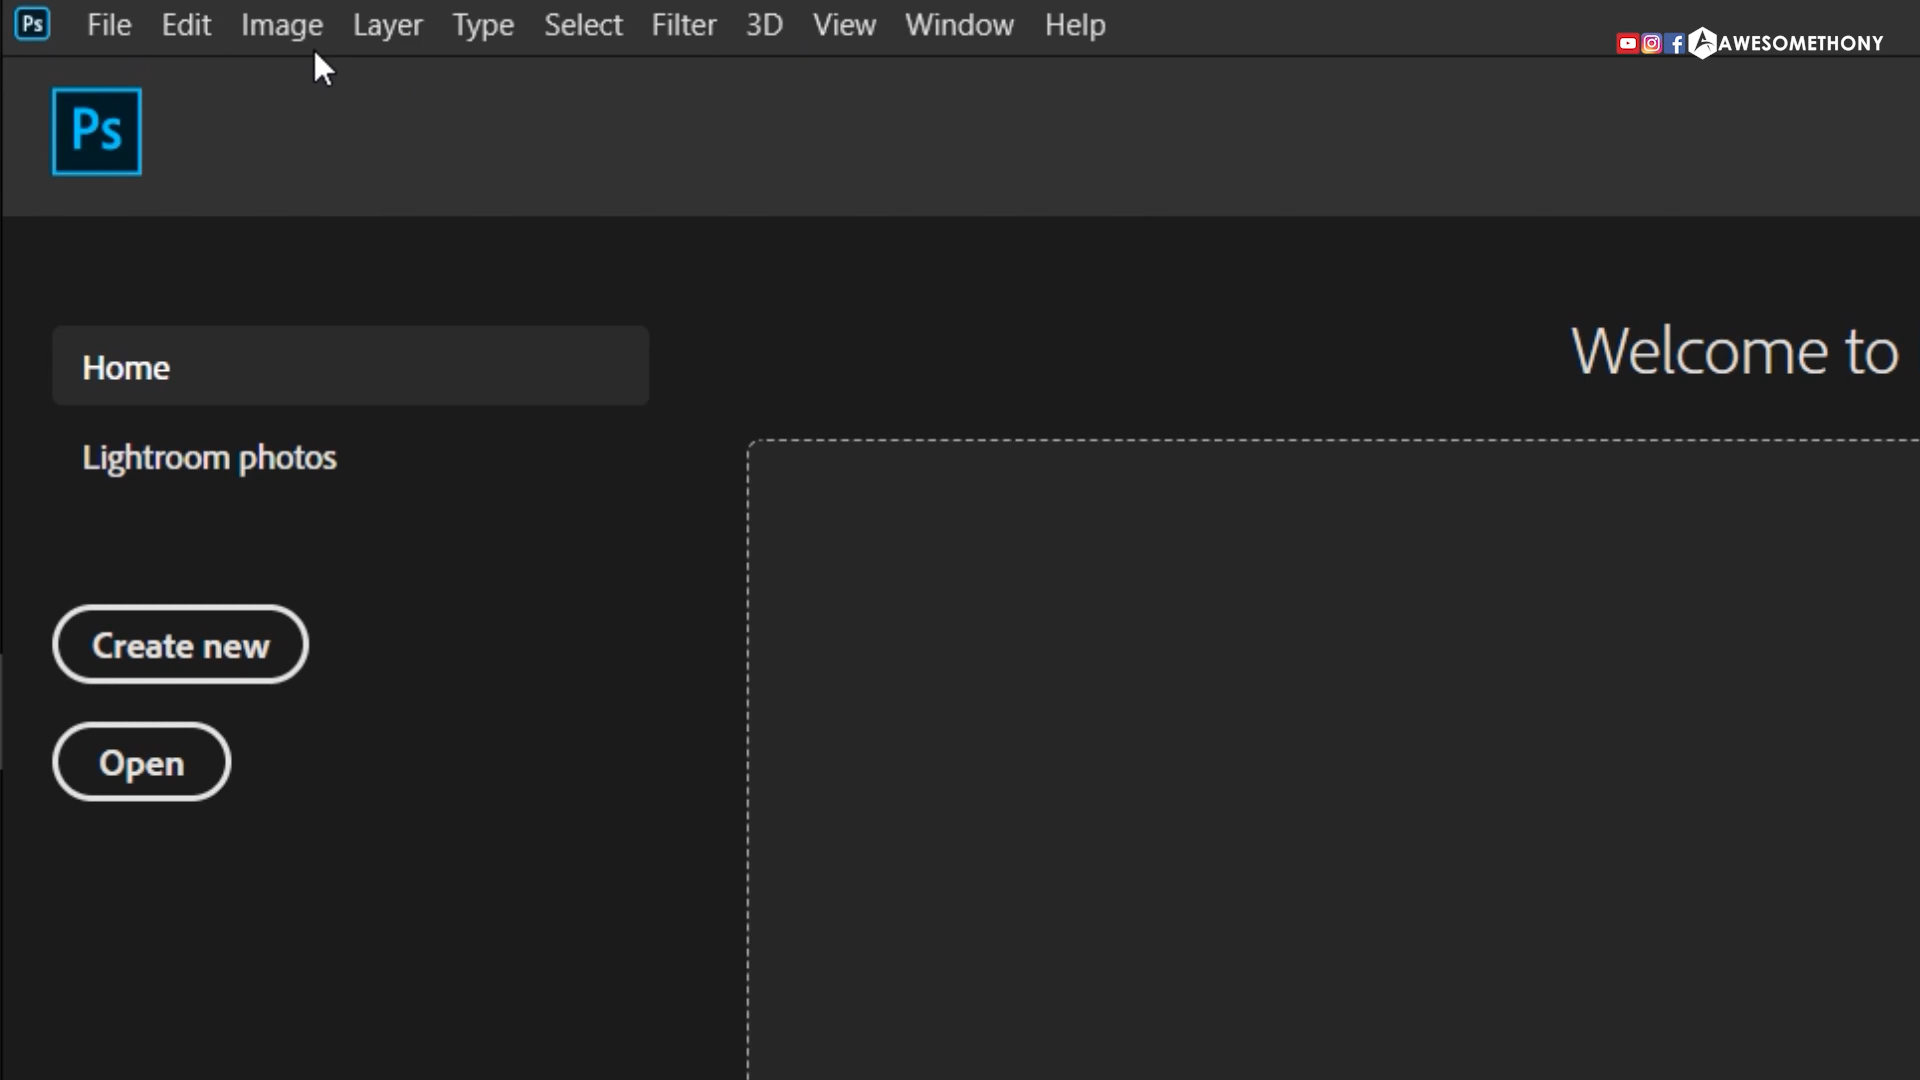 Ps File Edit Image Layer Type Select Filter 3D View Window Help
AWESOMETHONY
Ps
Home
Welcome to
Lightroom photos
Create new
Open